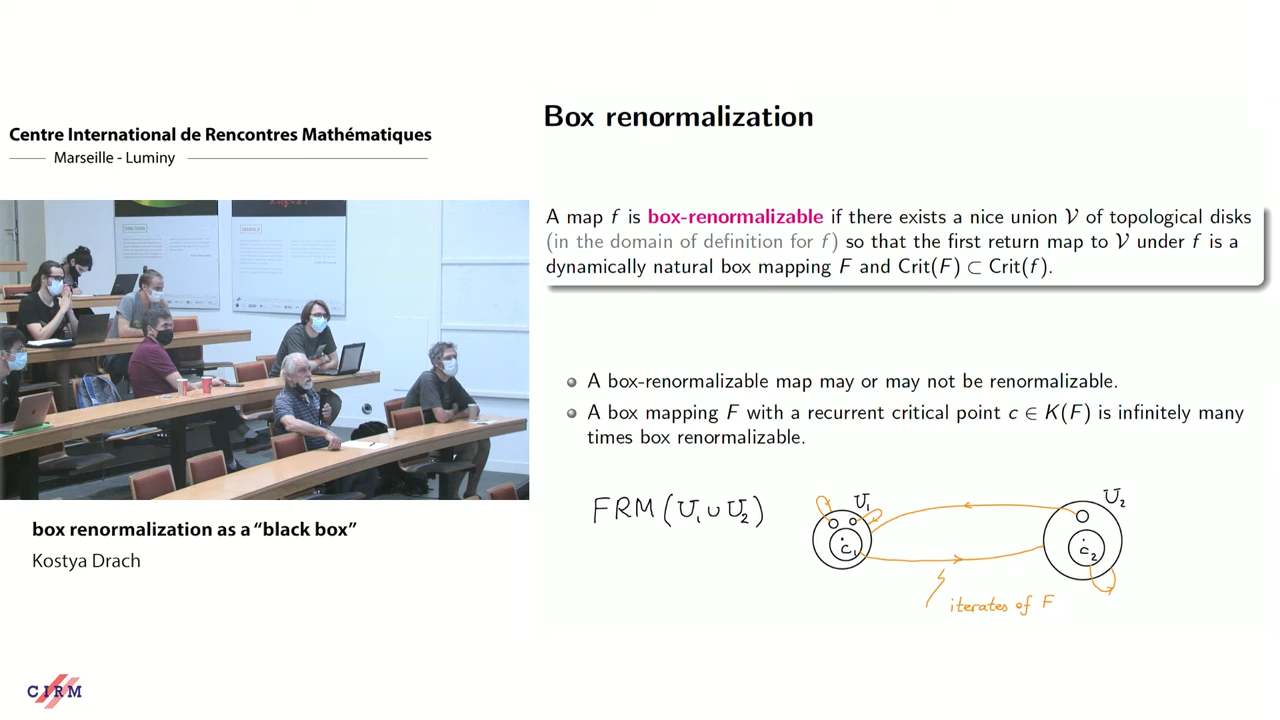 Centre International de Rencontres Mathématiques
Marseille - Luminy
box renormalization as a “black box”
Kostya Drach
CIRM
Box renormalization
A map f is box-renormalizable if there exists a nice union 𝒱 of topological disks
(in the domain of definition for f) so that the first return map to 𝒱 under f is a
dynamically natural box mapping F and Crit(F) ⊂ Crit(f).
A box-renormalizable map may or may not be renormalizable.
A box mapping F with a recurrent critical point c ∈ K(F) is infinitely many
times box renormalizable.
FRM (U₁ ∪ U₂)
U₁
U₂
c₁
c₂
iterates of F